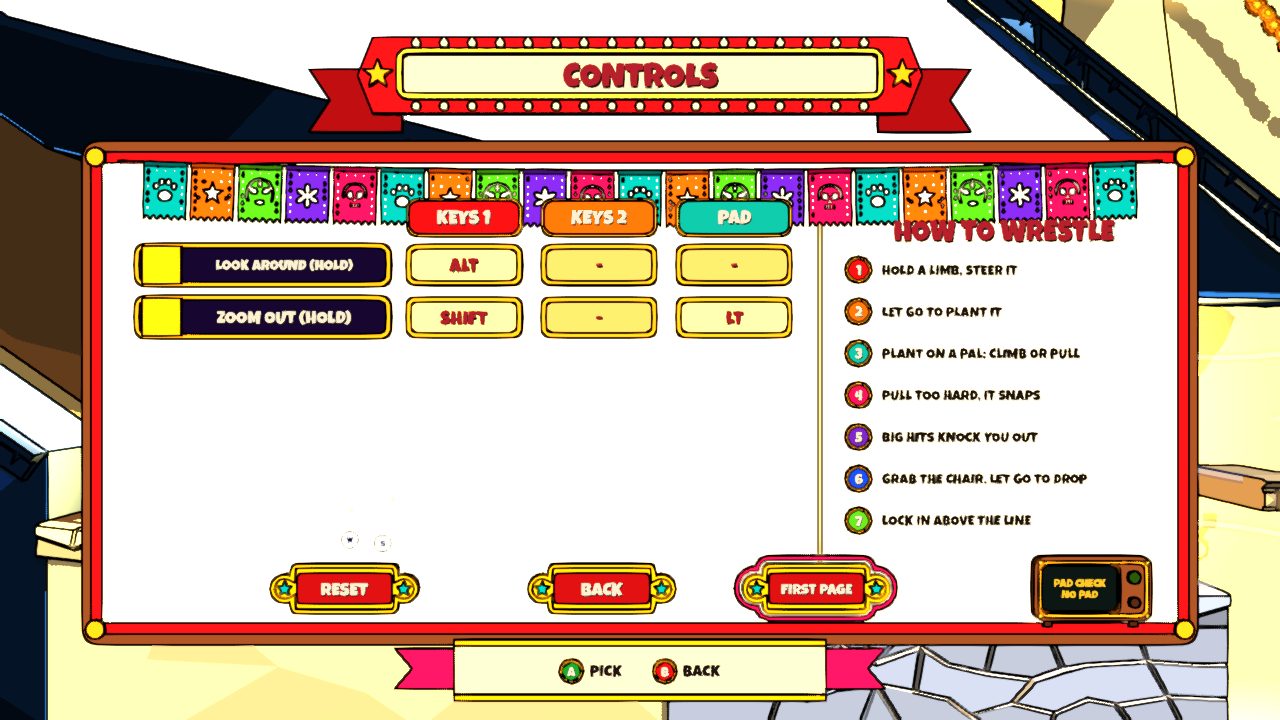 CONTROLS
KEYS 1 KEYS 2 PAD
LOOK AROUND (HOLD) ALT - -
ZOOM OUT (HOLD) SHIFT - LT
HOW TO WRESTLE
1 HOLD A LIMB, STEER IT
2 LET GO TO PLANT IT
3 PLANT ON A PAL: CLIMB OR PULL
4 PULL TOO HARD, IT SNAPS
5 BIG HITS KNOCK YOU OUT
6 GRAB THE CHAIR. LET GO TO DROP
7 LOCK IN ABOVE THE LINE
W S
RESET BACK FIRST PAGE
PAD CHECK
NO PAD
A PICK B BACK